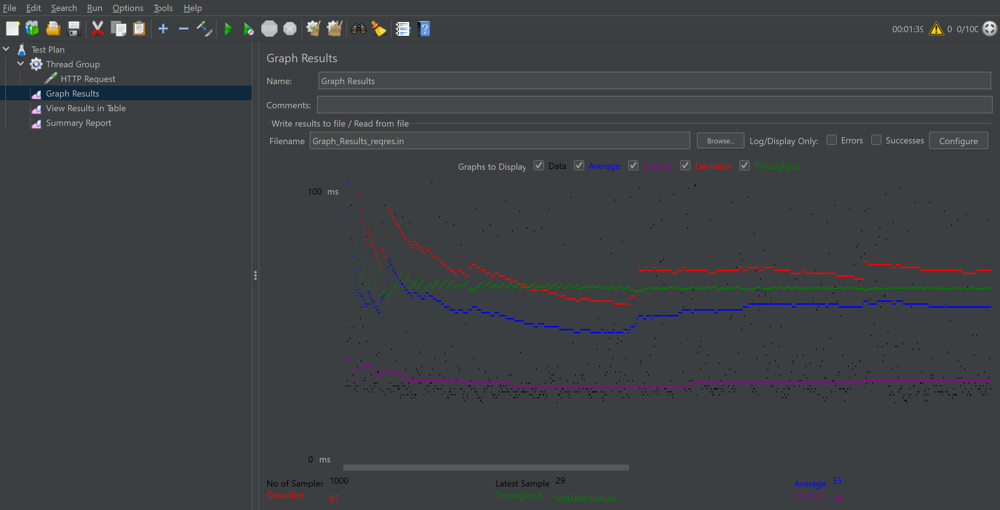 File Edit Search Run Options Tools Help
STOP
00:01:39 0 0/100
Test Plan
Thread Group
HTTP Request
Graph Results
View Results in Table
Summary Report
Graph Results
Name: Graph Results
Comments:
Write results to file / Read from file
Filename Graph_Results_reqres.in Browse... Log/Display Only: Errors Successes Configure
Graphs to Display Data Average Median Deviation Throughput
100 ms
0 ms
No of Samples 1000 Latest Sample 29 Average 55
Deviation 67 Throughput 604.084/minute Median 29